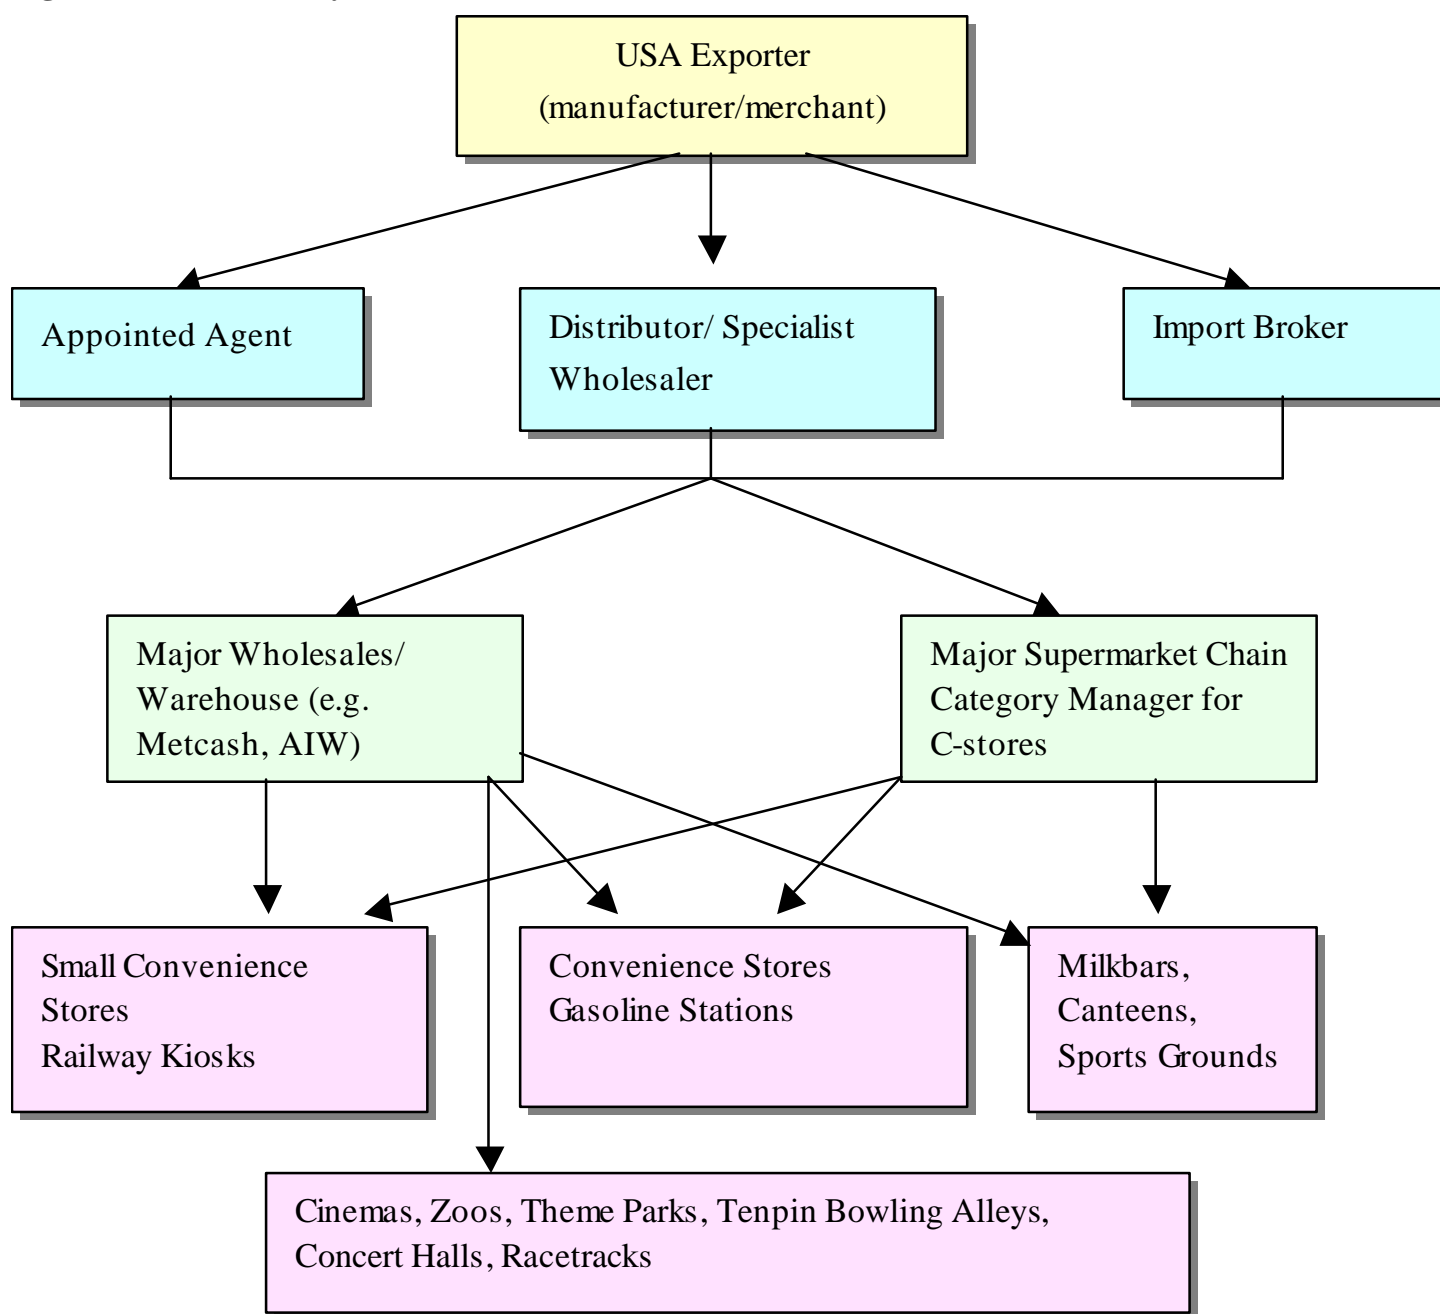 USA Exporter
(manufacturer/merchant)
Appointed Agent
Distributor/ Specialist
Wholesaler
Import Broker
Major Wholesales/
Warehouse (e.g.
Metcash, AIW)
Major Supermarket Chain
Category Manager for
C-stores
Small Convenience
Stores
Railway Kiosks
Convenience Stores
Gasoline Stations
Milkbars,
Canteens,
Sports Grounds
Cinemas, Zoos, Theme Parks, Tenpin Bowling Alleys,
Concert Halls, Racetracks